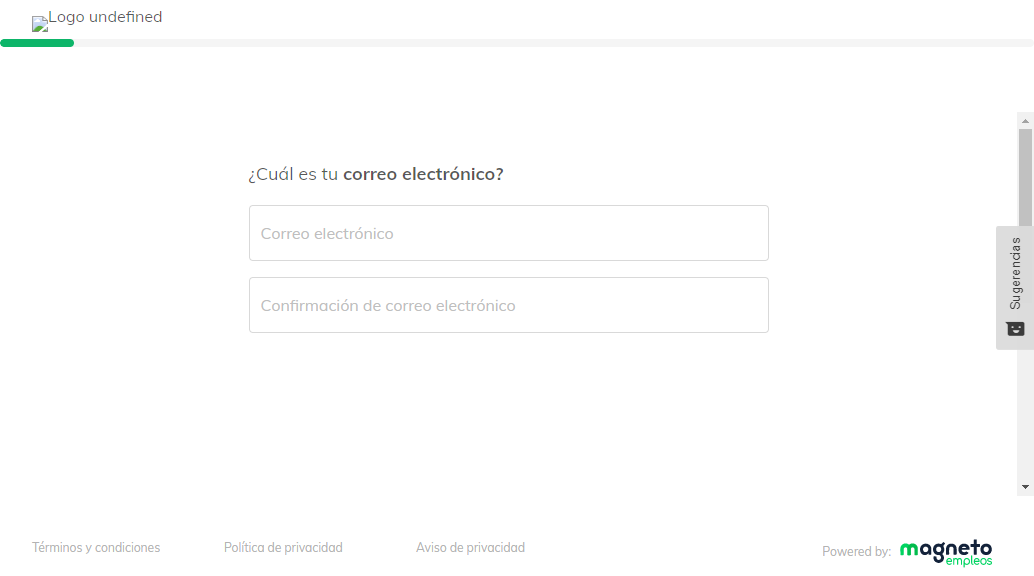 Logo undefined
¿Cuál es tu correo electrónico?
Correo electrónico
Confirmación de correo electrónico
Sugerencias
Términos y condiciones
Política de privacidad
Aviso de privacidad
Powered by:
magneto
empleos